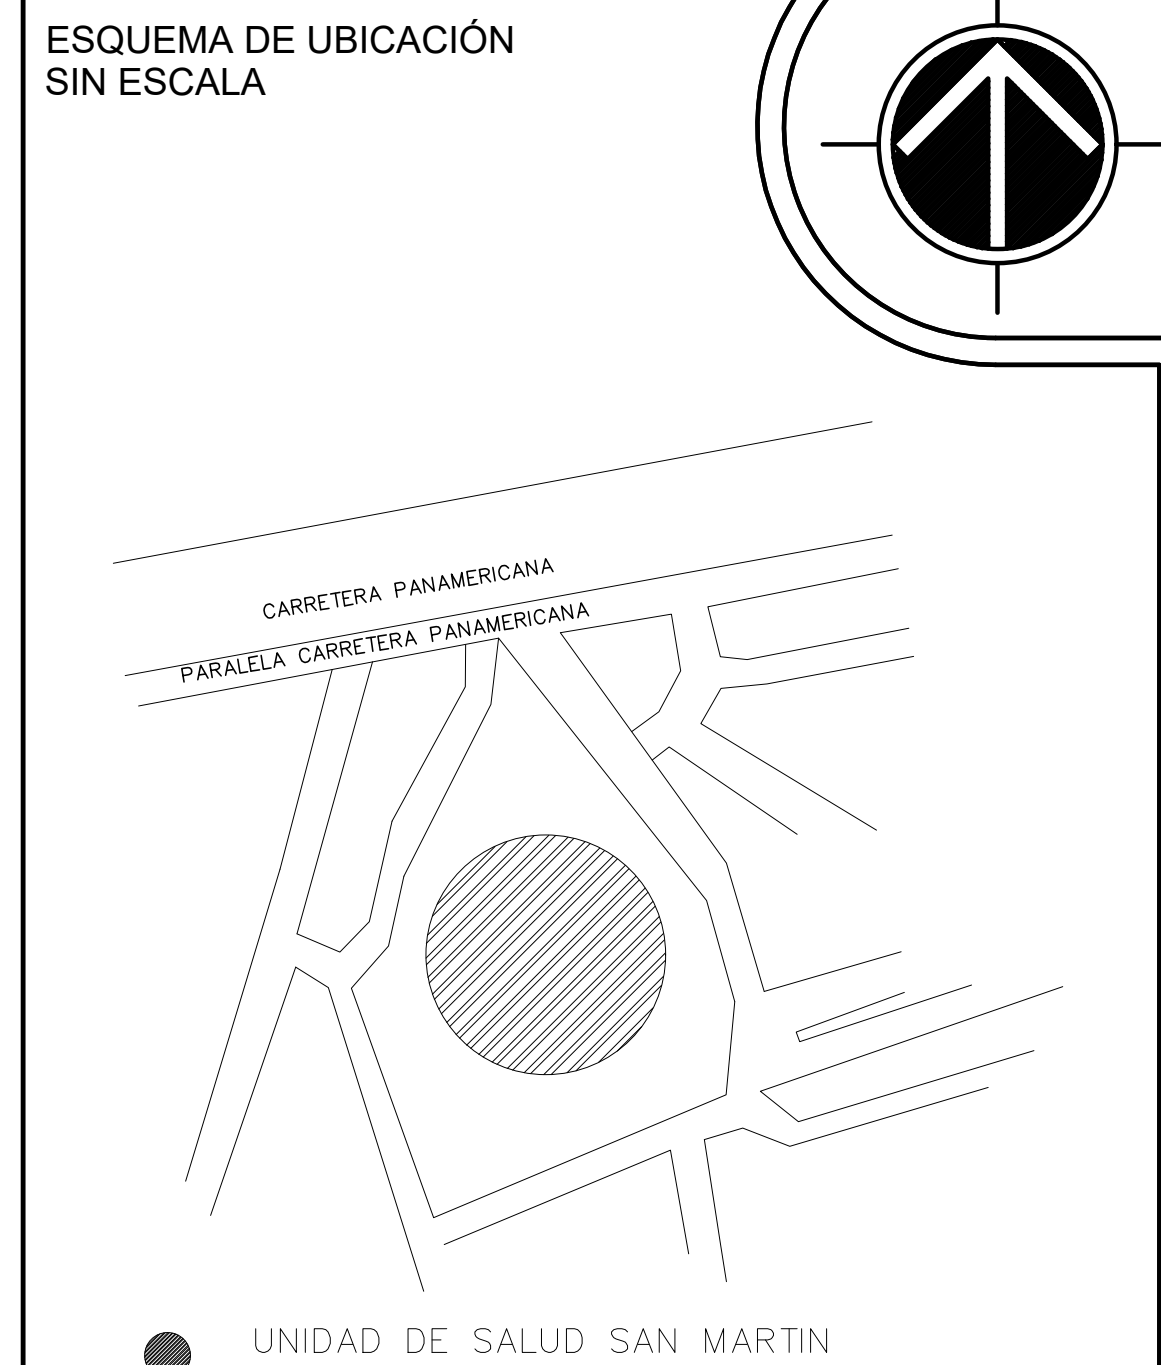 ESQUEMA DE UBICACIÓN
SIN ESCALA
CARRETERA PANAMERICANA
PARALELA CARRETERA PANAMERICANA
UNIDAD DE SALUD SAN MARTIN